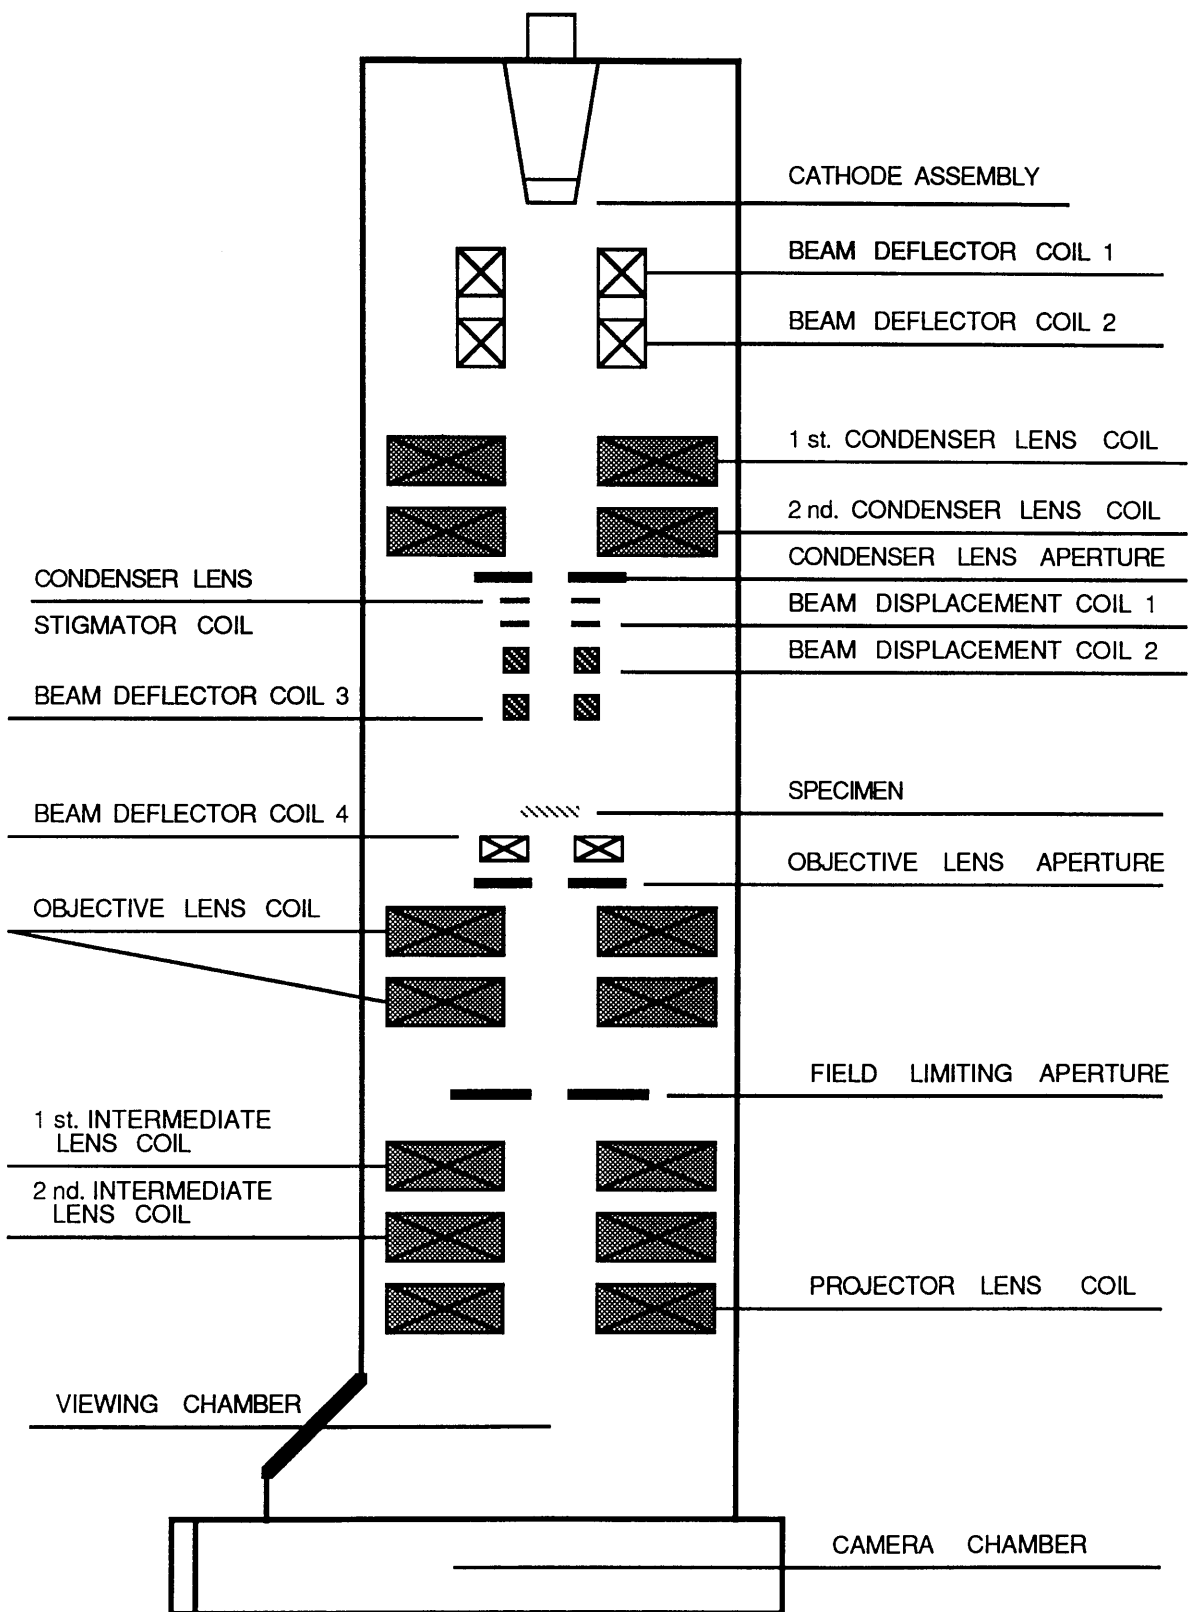 CATHODE ASSEMBLY
BEAM DEFLECTOR COIL 1
BEAM DEFLECTOR COIL 2
1 st. CONDENSER LENS COIL
2 nd. CONDENSER LENS COIL
CONDENSER LENS APERTURE
CONDENSER LENS
STIGMATOR COIL
BEAM DISPLACEMENT COIL 1
BEAM DISPLACEMENT COIL 2
BEAM DEFLECTOR COIL 3
SPECIMEN
BEAM DEFLECTOR COIL 4
OBJECTIVE LENS APERTURE
OBJECTIVE LENS COIL
FIELD LIMITING APERTURE
1 st. INTERMEDIATE
LENS COIL
2 nd. INTERMEDIATE
LENS COIL
PROJECTOR LENS COIL
VIEWING CHAMBER
CAMERA CHAMBER